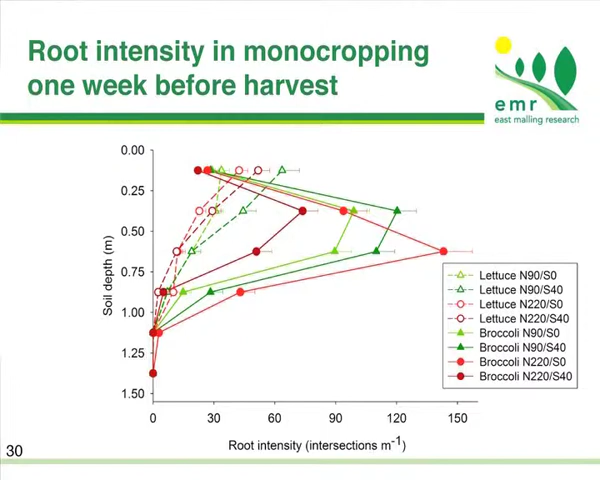 Root intensity in monocropping
one week before harvest
emr
east malling research
0.00
0.25
0.50
0.75
1.00
1.25
1.50
Soil depth (m)
0 30 60 90 120 150
Root intensity (intersections m⁻¹)
Lettuce N90/S0
Lettuce N90/S40
Lettuce N220/S0
Lettuce N220/S40
Broccoli N90/S0
Broccoli N90/S40
Broccoli N220/S0
Broccoli N220/S40
30